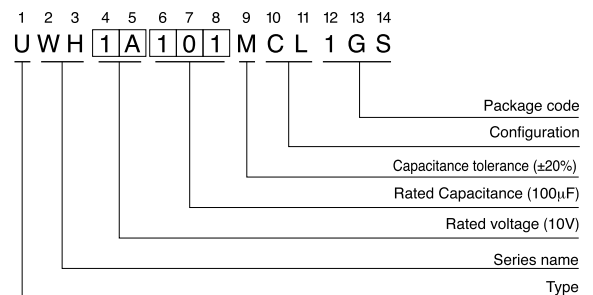 1 2 3 4 5 6 7 8 9 10 11 12 13 14
U W H 1 A 1 0 1 M C L 1 G S
Package code
Configuration
Capacitance tolerance (±20%)
Rated Capacitance (100μF)
Rated voltage (10V)
Series name
Type